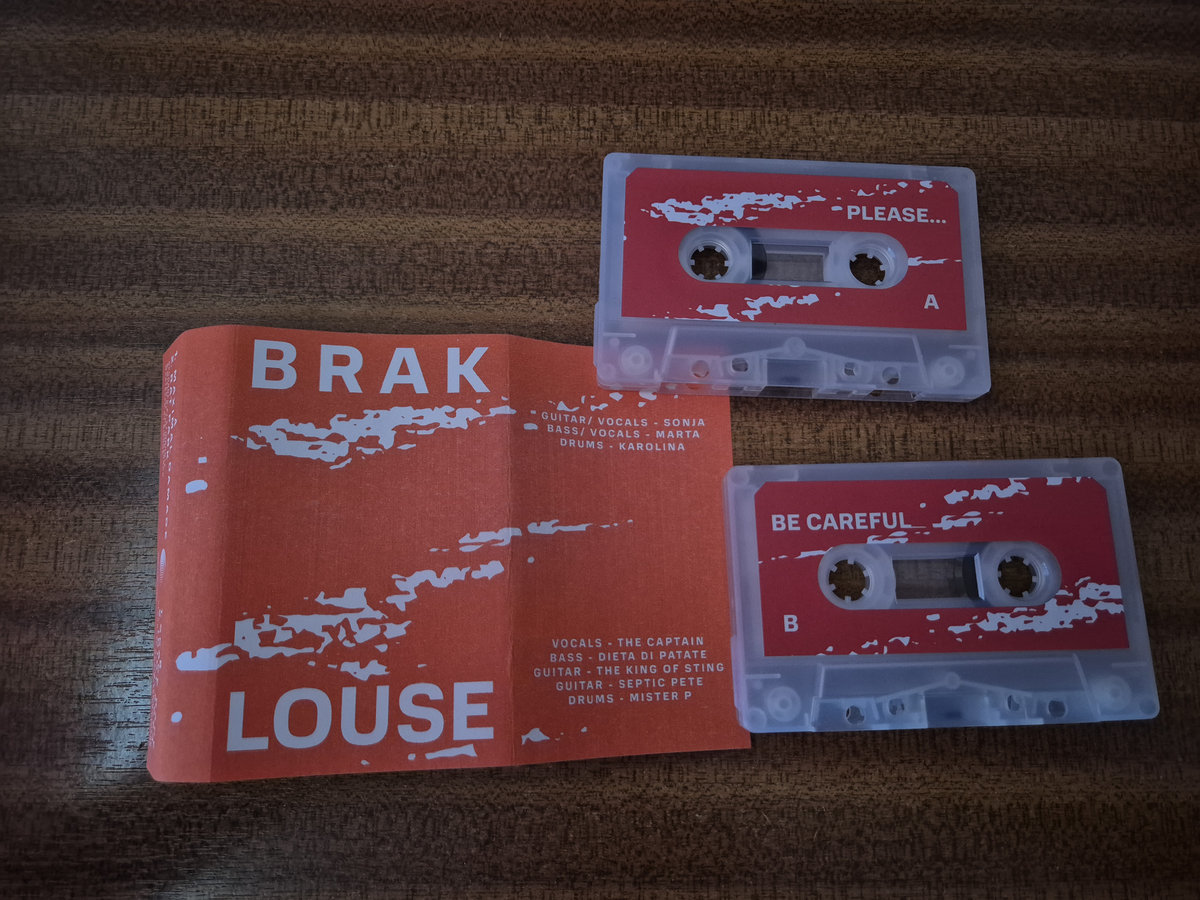 BRAK
LOUSE
GUITAR/ VOCALS - SONJA
BASS/ VOCALS - MARTA
DRUMS - KAROLINA
VOCALS - THE CAPTAIN
BASS - DIETA DI PATATE
GUITAR - THE KING OF STING
GUITAR - SEPTIC PETE
DRUMS - MISTER P
PLEASE...
A
BE CAREFUL
B